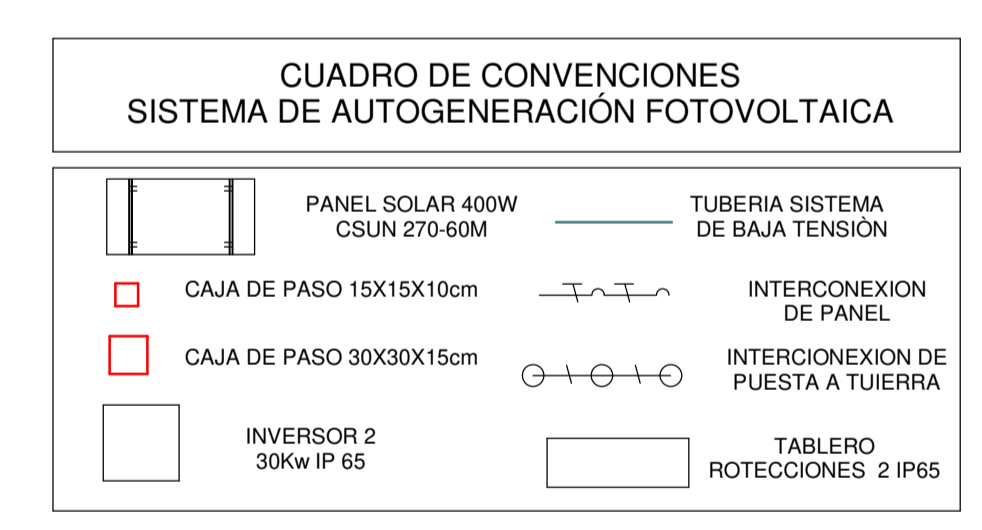 CUADRO DE CONVENCIONES
SISTEMA DE AUTOGENERACIÓN FOTOVOLTAICA
PANEL SOLAR 400W
CSUN 270-60M
TUBERIA SISTEMA
DE BAJA TENSIÒN
CAJA DE PASO 15X15X10cm
INTERCONEXION
DE PANEL
CAJA DE PASO 30X30X15cm
INTERCIONEXION DE
PUESTA A TUIERRA
INVERSOR 2
30Kw IP 65
TABLERO
ROTECCIONES  2 IP65